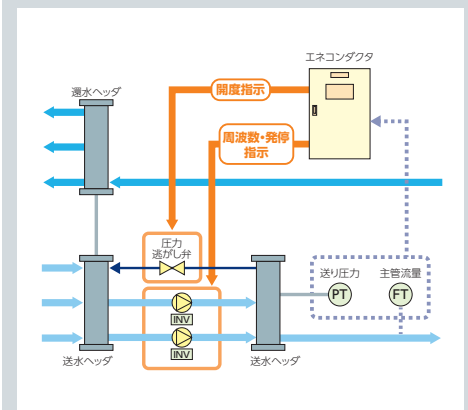 エネコンダクタ
還水ヘッダ
開度指示
周波数・発停
指示
圧力
逃がし弁
送り圧力
主管流量
PT
FT
INV
INV
送水ヘッダ
送水ヘッダ